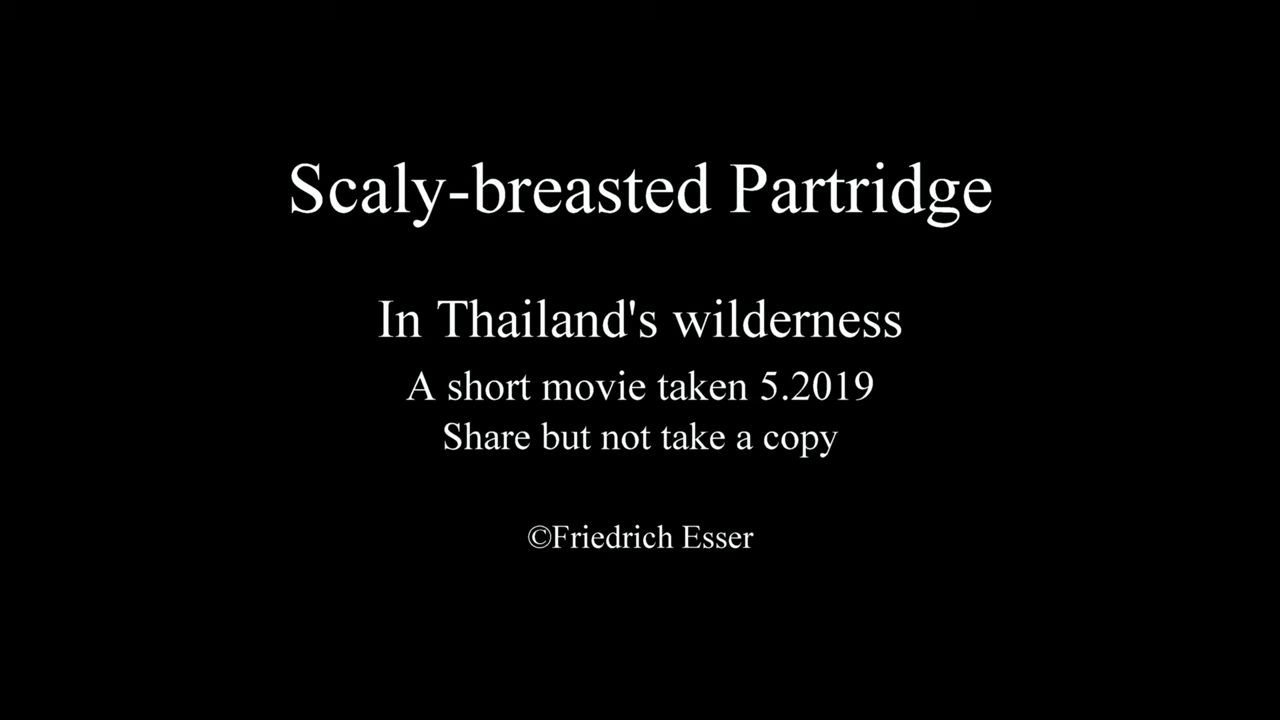 Scaly-breasted Partridge
In Thailand's wilderness
A short movie taken 5.2019
Share but not take a copy
©Friedrich Esser